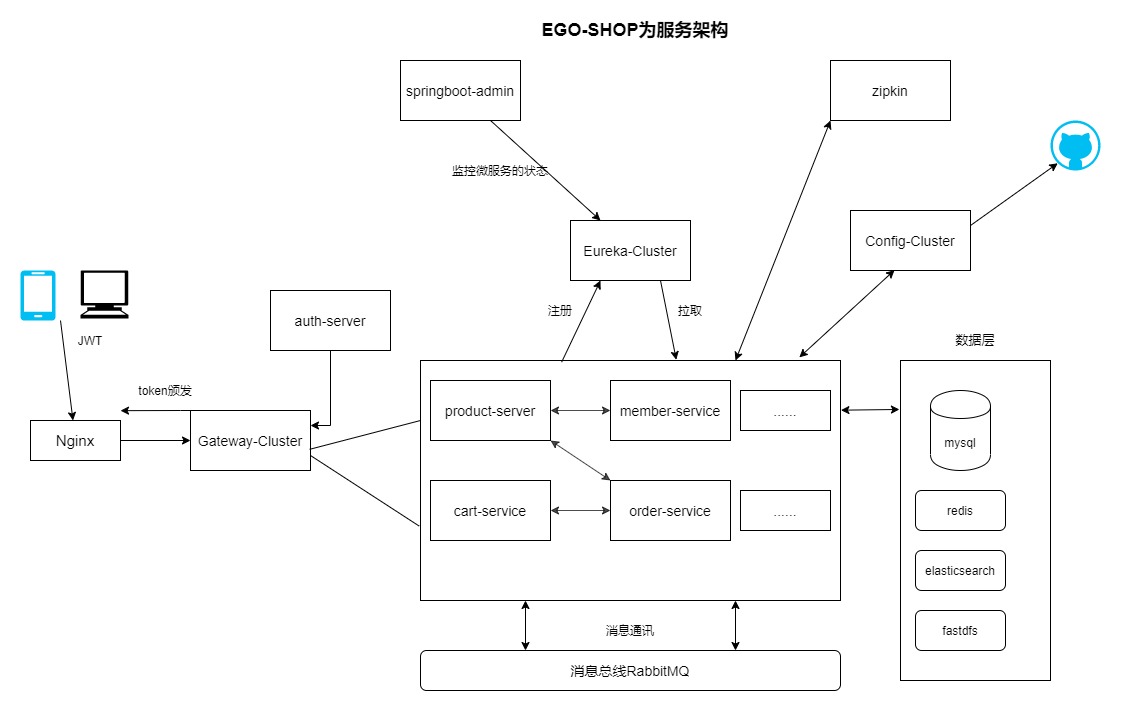 EGO-SHOP为服务架构
springboot-admin
zipkin
监控微服务的状态
Eureka-Cluster
Config-Cluster
注册
拉取
auth-server
JWT
数据层
token颁发
Nginx
Gateway-Cluster
product-server
member-service
......
mysql
cart-service
order-service
......
redis
elasticsearch
fastdfs
消息通讯
消息总线RabbitMQ